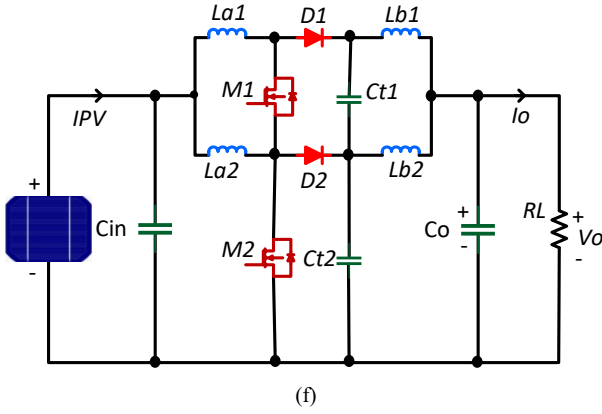 La1 D1 Lb1
IPV M1 Ct1 Io
La2 D2 Lb2
+ Cin M2 Ct2 + Co - RL + Vo -
-
(f)